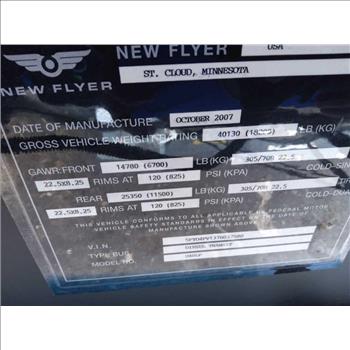 NEW FLYER USA
ST. CLOUD, MINNESOTA
NEW FLYER
DATE OF MANUFACTURE OCTOBER 2007
GROSS VEHICLE WEIGHT RATING 40130 LB(KG)
GAWR: FRONT 14780 (6700) LB(KG) 305/70R 22.5
22.5X8.25 RIMS AT 120 (825) PSI (KPA)
REAR 25350 (11500) LB(KG) 305/70R 22.5
22.5X8.25 RIMS AT 120 (825) PSI (KPA)
THIS VEHICLE CONFORMS TO ALL APPLICABLE FEDERAL MOTOR
VEHICLE SAFETY STANDARDS IN EFFECT ON THE DATE OF
MANUFACTURE SHOWN ABOVE.
V.I.N.
TYPE BUS
MODEL NO.